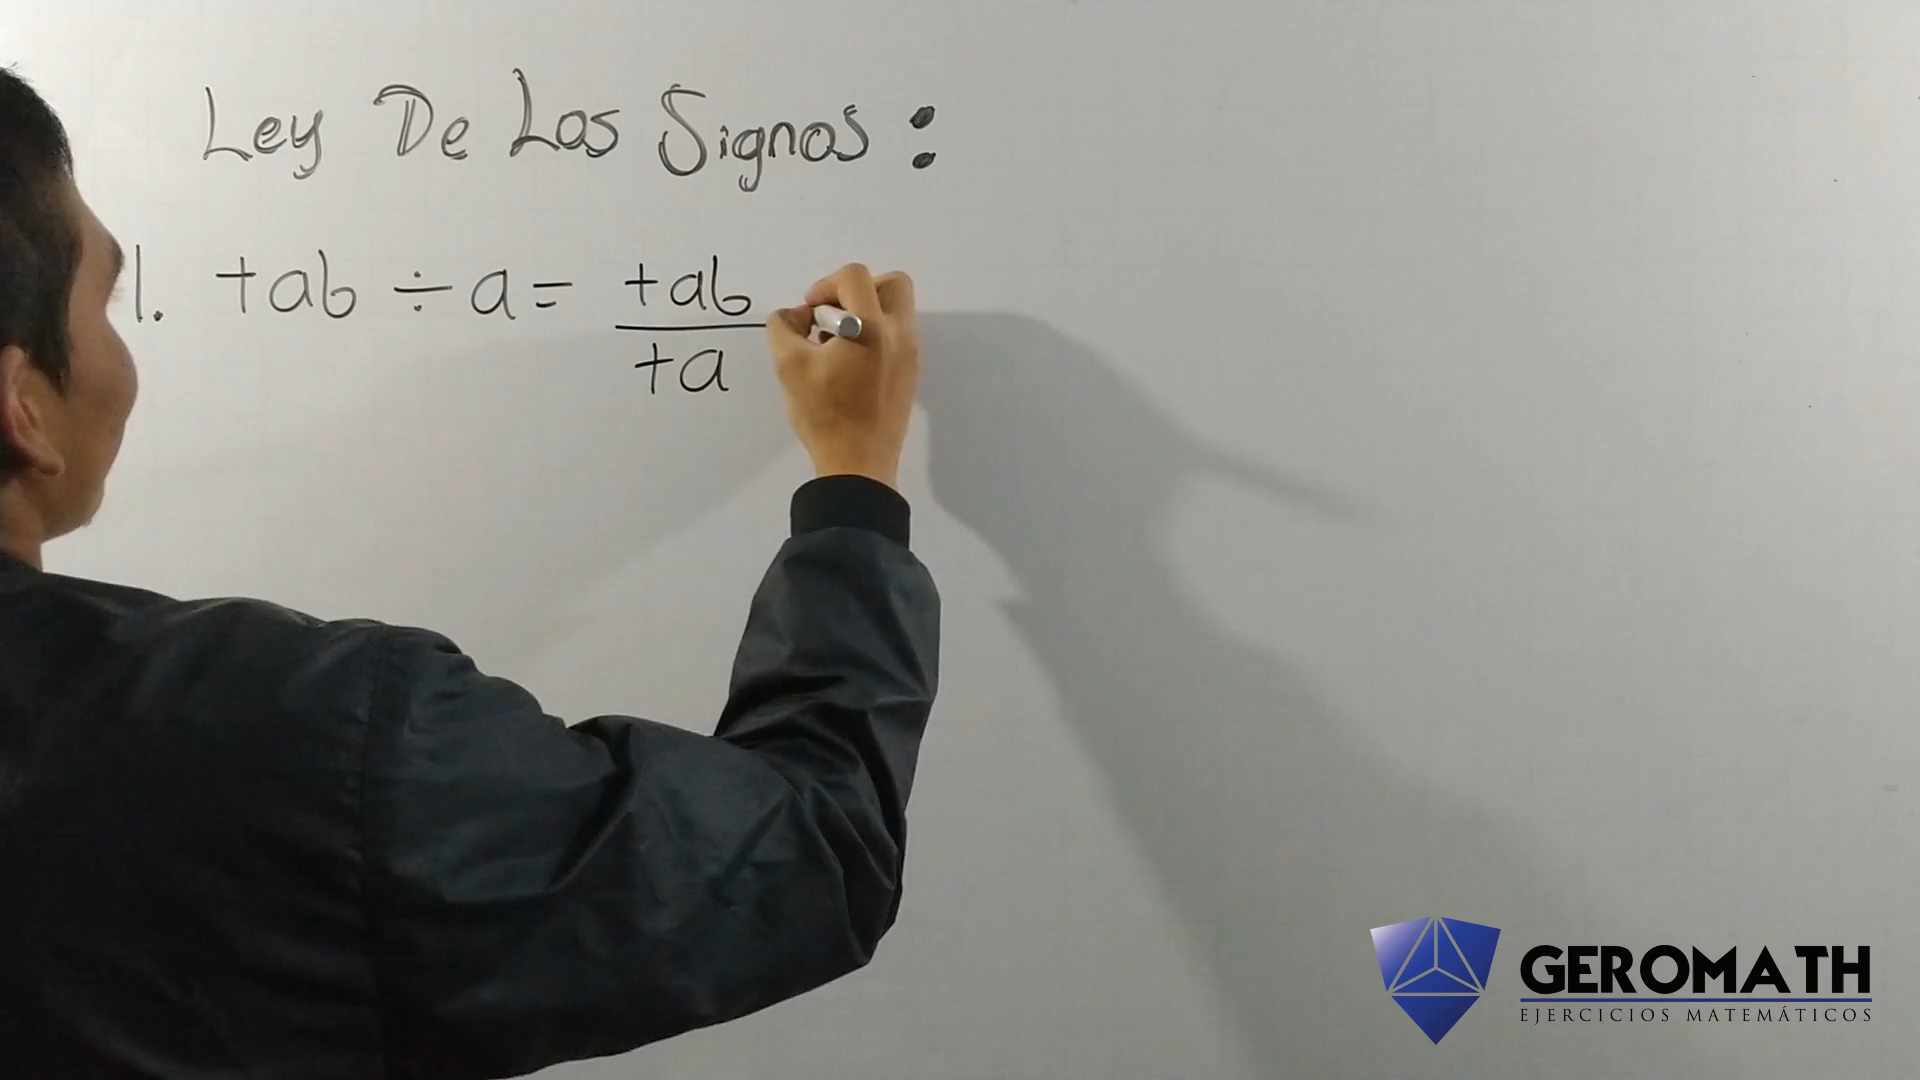 Ley De Los Signos :
1. +ab ÷ a = +ab
+a
GEROMATH
EJERCICIOS MATEMÁTICOS